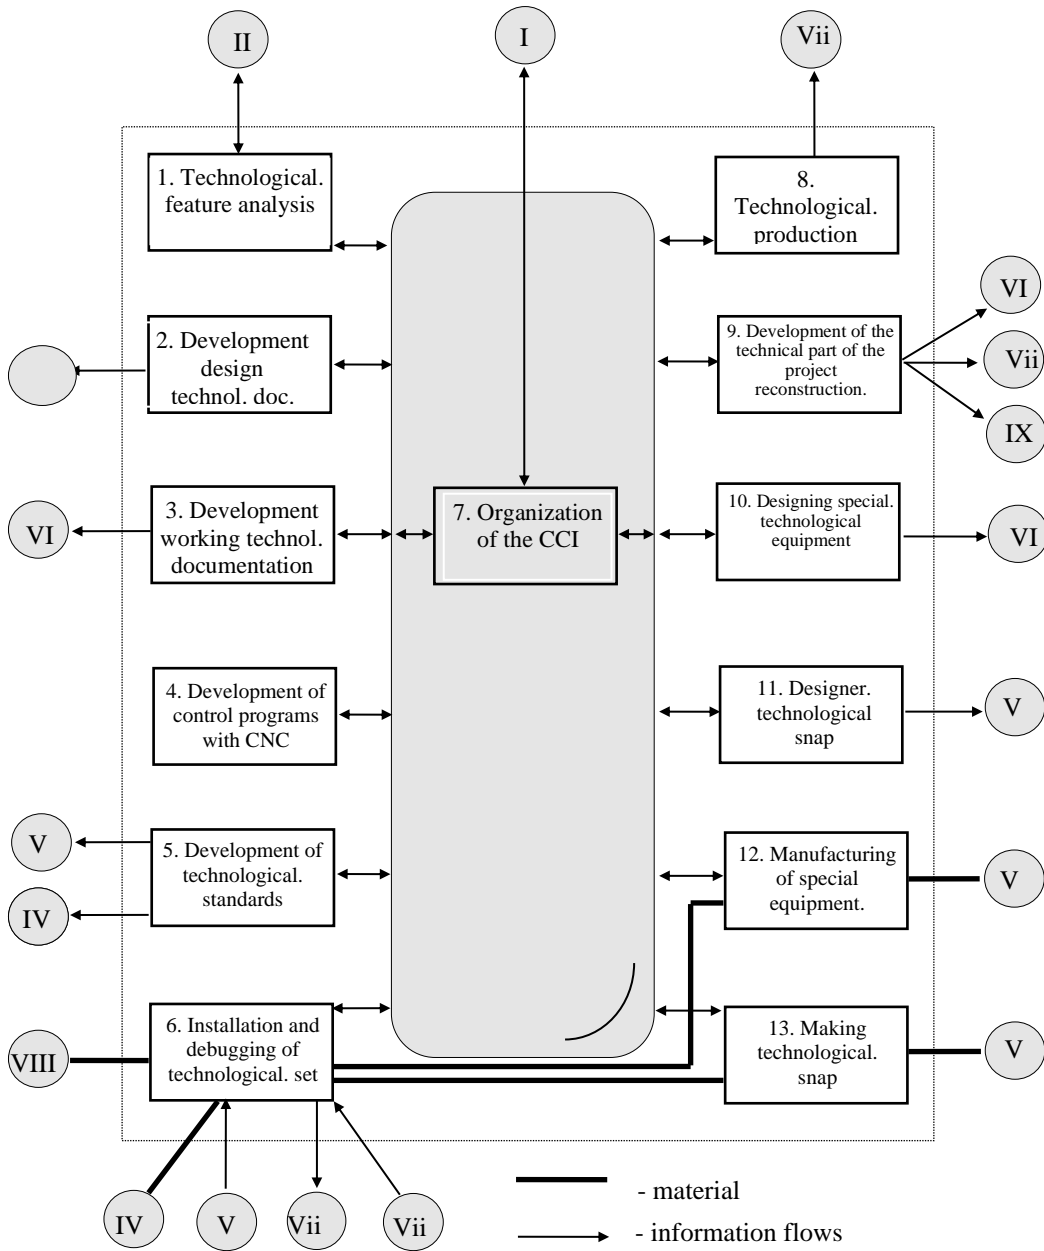 II
I
Vii
1. Technological.
feature analysis
8.
Technological.
production
2. Development
design
technol. doc.
9. Development of the
technical part of the
project
reconstruction.
VI
Vii
IX
VI
3. Development
working technol.
documentation
7. Organization
of the CCI
10. Designing special.
technological
equipment
VI
4. Development of
control programs
with CNC
11. Designer.
technological
snap
V
V
IV
5. Development of
technological.
standards
12. Manufacturing
of special
equipment.
V
VIII
6. Installation and
debugging of
technological. set
13. Making
technological.
snap
V
IV
V
Vii
Vii
- material
- information flows